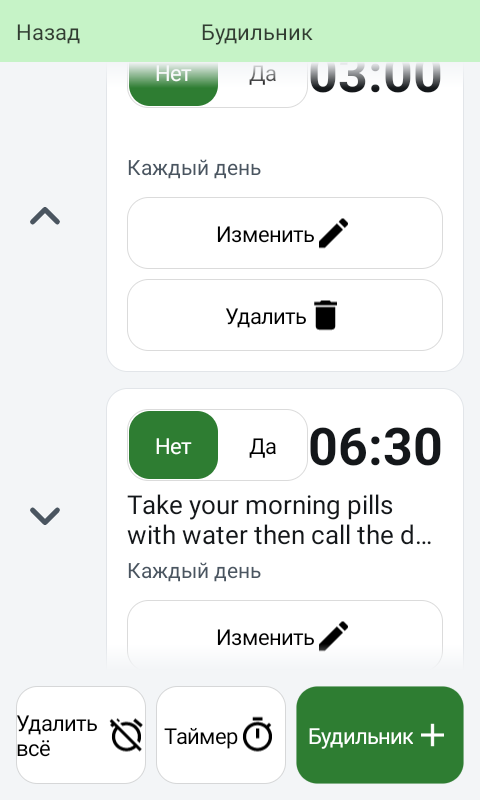 Назад
Будильник
Нет
Да
03:00
Каждый день
Изменить
Удалить
Нет
Да
06:30
Take your morning pills
with water then call the d...
Каждый день
Изменить
Удалить
всё
Таймер
Будильник